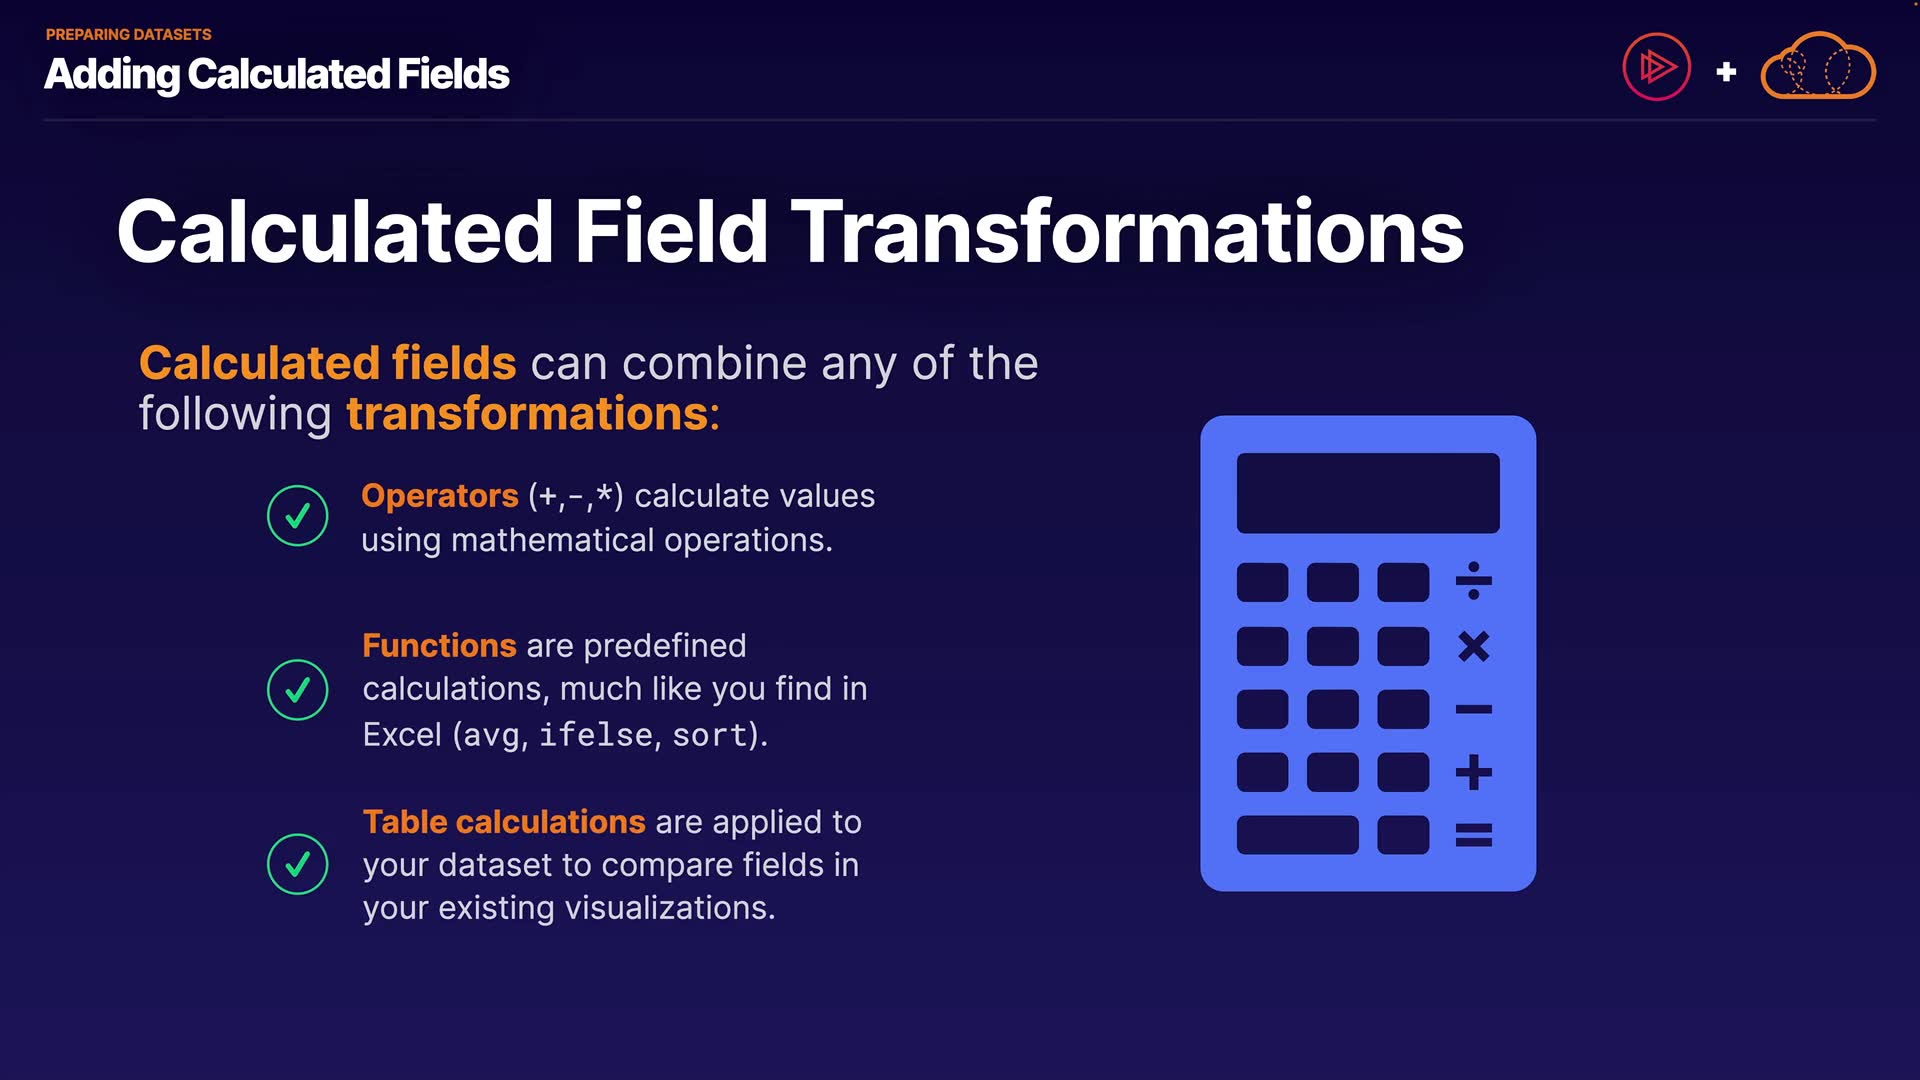 PREPARING DATASETS
Adding Calculated Fields
+
Calculated Field Transformations
Calculated fields can combine any of the
following transformations:
Operators (+,-,*) calculate values
using mathematical operations.
Functions are predefined
calculations, much like you find in
Excel (avg, ifelse, sort).
Table calculations are applied to
your dataset to compare fields in
your existing visualizations.
÷
×
−
+
=